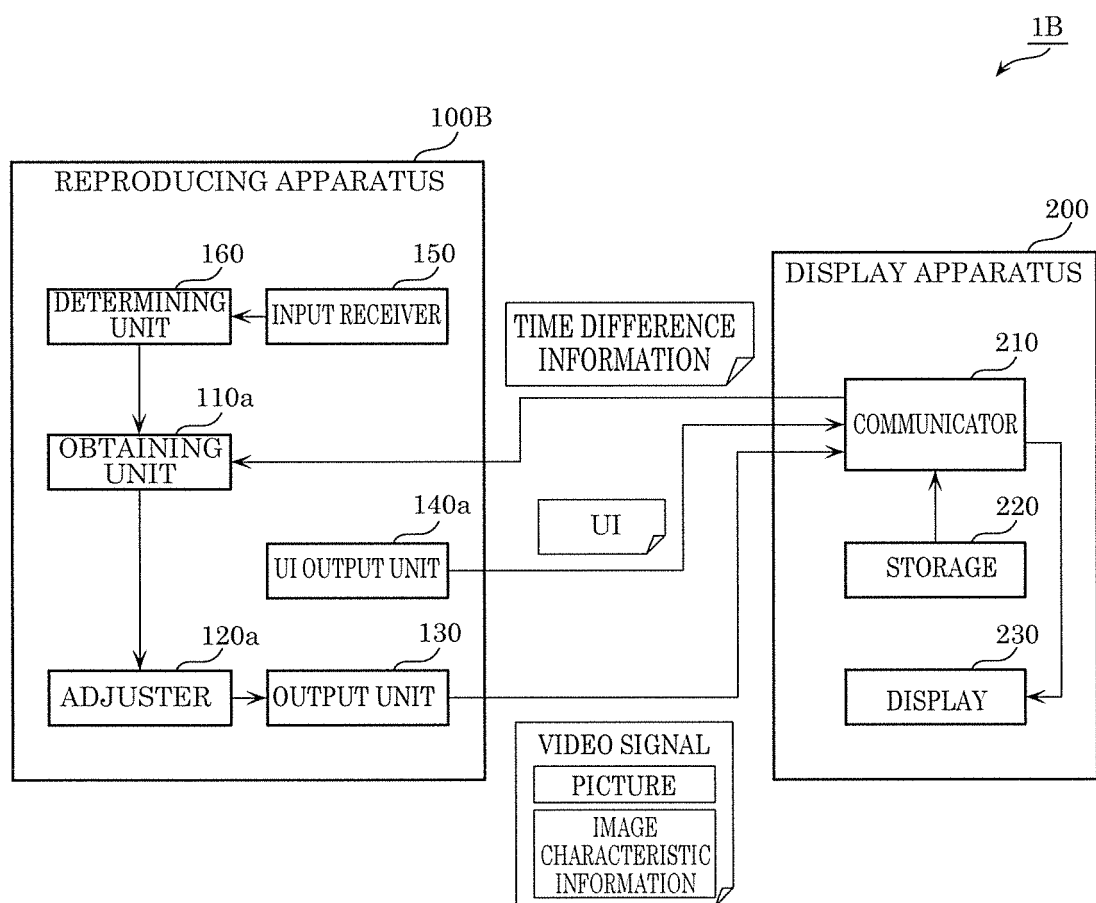 1B
100B
REPRODUCING APPARATUS
160
150
DETERMINING
UNIT
INPUT RECEIVER
110a
OBTAINING
UNIT
140a
UI OUTPUT UNIT
120a
130
ADJUSTER
OUTPUT UNIT
TIME DIFFERENCE
INFORMATION
UI
VIDEO SIGNAL
PICTURE
IMAGE
CHARACTERISTIC
INFORMATION
200
DISPLAY APPARATUS
210
COMMUNICATOR
220
STORAGE
230
DISPLAY